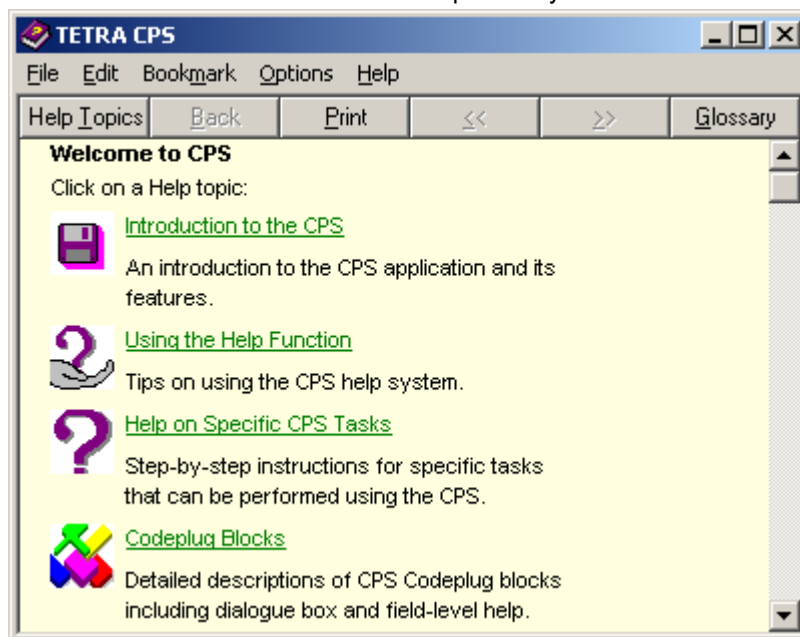 TETRA CPS
File Edit Bookmark Options Help
Help Topics Back Print << >> Glossary
Welcome to CPS
Click on a Help topic:
Introduction to the CPS
An introduction to the CPS application and its
features.
Using the Help Function
Tips on using the CPS help system.
Help on Specific CPS Tasks
Step-by-step instructions for specific tasks
that can be performed using the CPS.
Codeplug Blocks
Detailed descriptions of CPS Codeplug blocks
including dialogue box and field-level help.